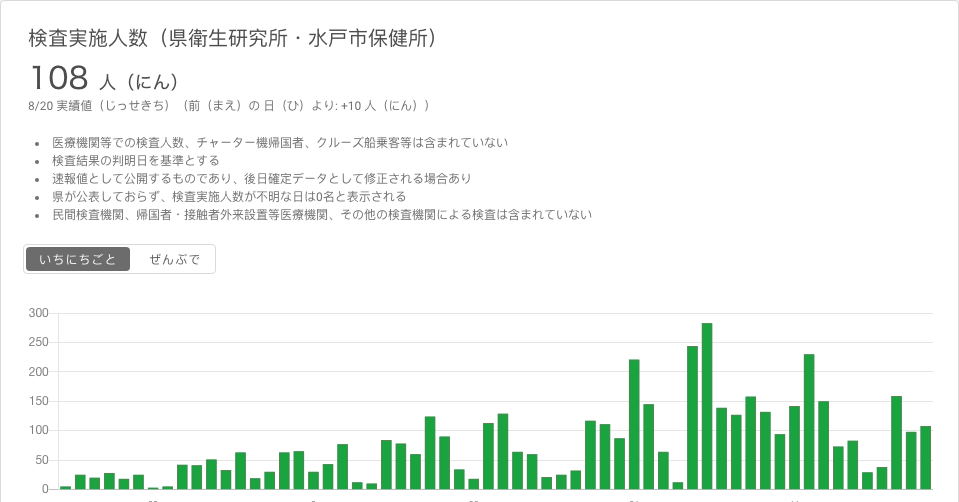 検査実施人数（県衛生研究所・水戸市保健所）
108 人（にん）
8/20 実績値（じっせきち）（前（まえ）の 日（ひ）より: +10 人（にん））
• 医療機関等での検査人数、チャーター機帰国者、クルーズ船乗客等は含まれていない
• 検査結果の判明日を基準とする
• 速報値として公開するものであり、後日確定データとして修正される場合あり
• 県が公表しておらず、検査実施人数が不明な日は0名と表示される
• 民間検査機関、帰国者・接触者外来設置等医療機関、その他の検査機関による検査は含まれていない
いちにちごと ぜんぶで
300
250
200
150
100
50
0